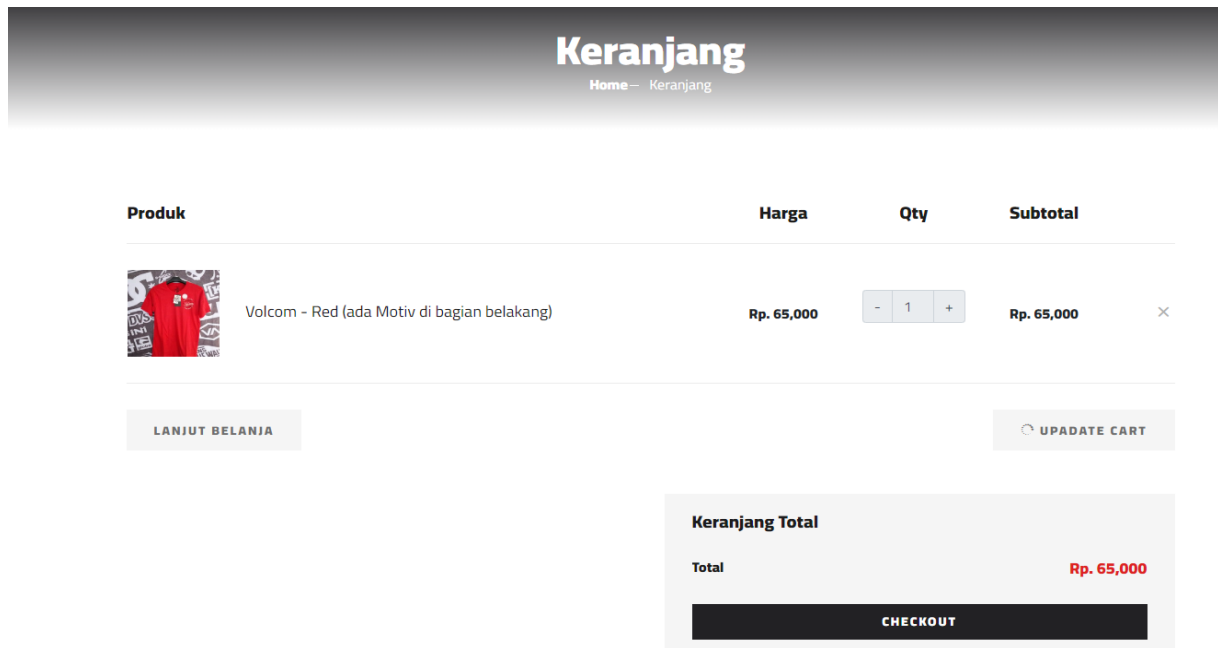 Keranjang
Home — Keranjang
Produk Harga Qty Subtotal
Volcom - Red (ada Motiv di bagian belakang) Rp. 65,000 - 1 + Rp. 65,000 ×
LANJUT BELANJA UPADATE CART
Keranjang Total
Total Rp. 65,000
CHECKOUT